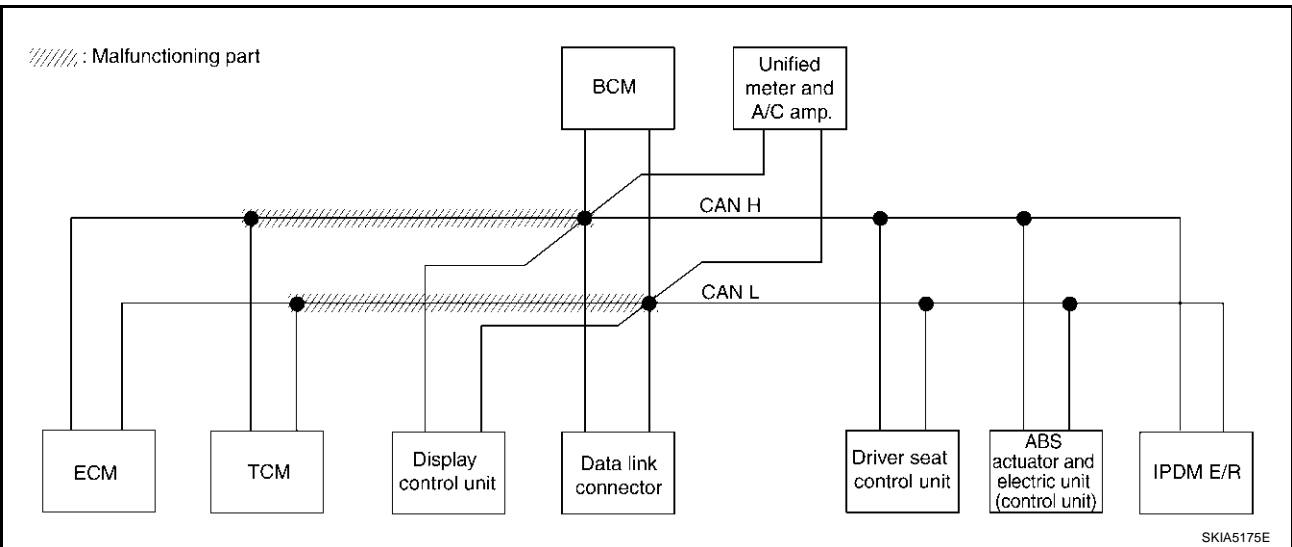 : Malfunctioning part
BCM
Unified
meter and
A/C amp.
CAN H
CAN L
ECM
TCM
Display
control unit
Data link
connector
Driver seat
control unit
ABS
actuator and
electric unit
(control unit)
IPDM E/R
SKIA5175E